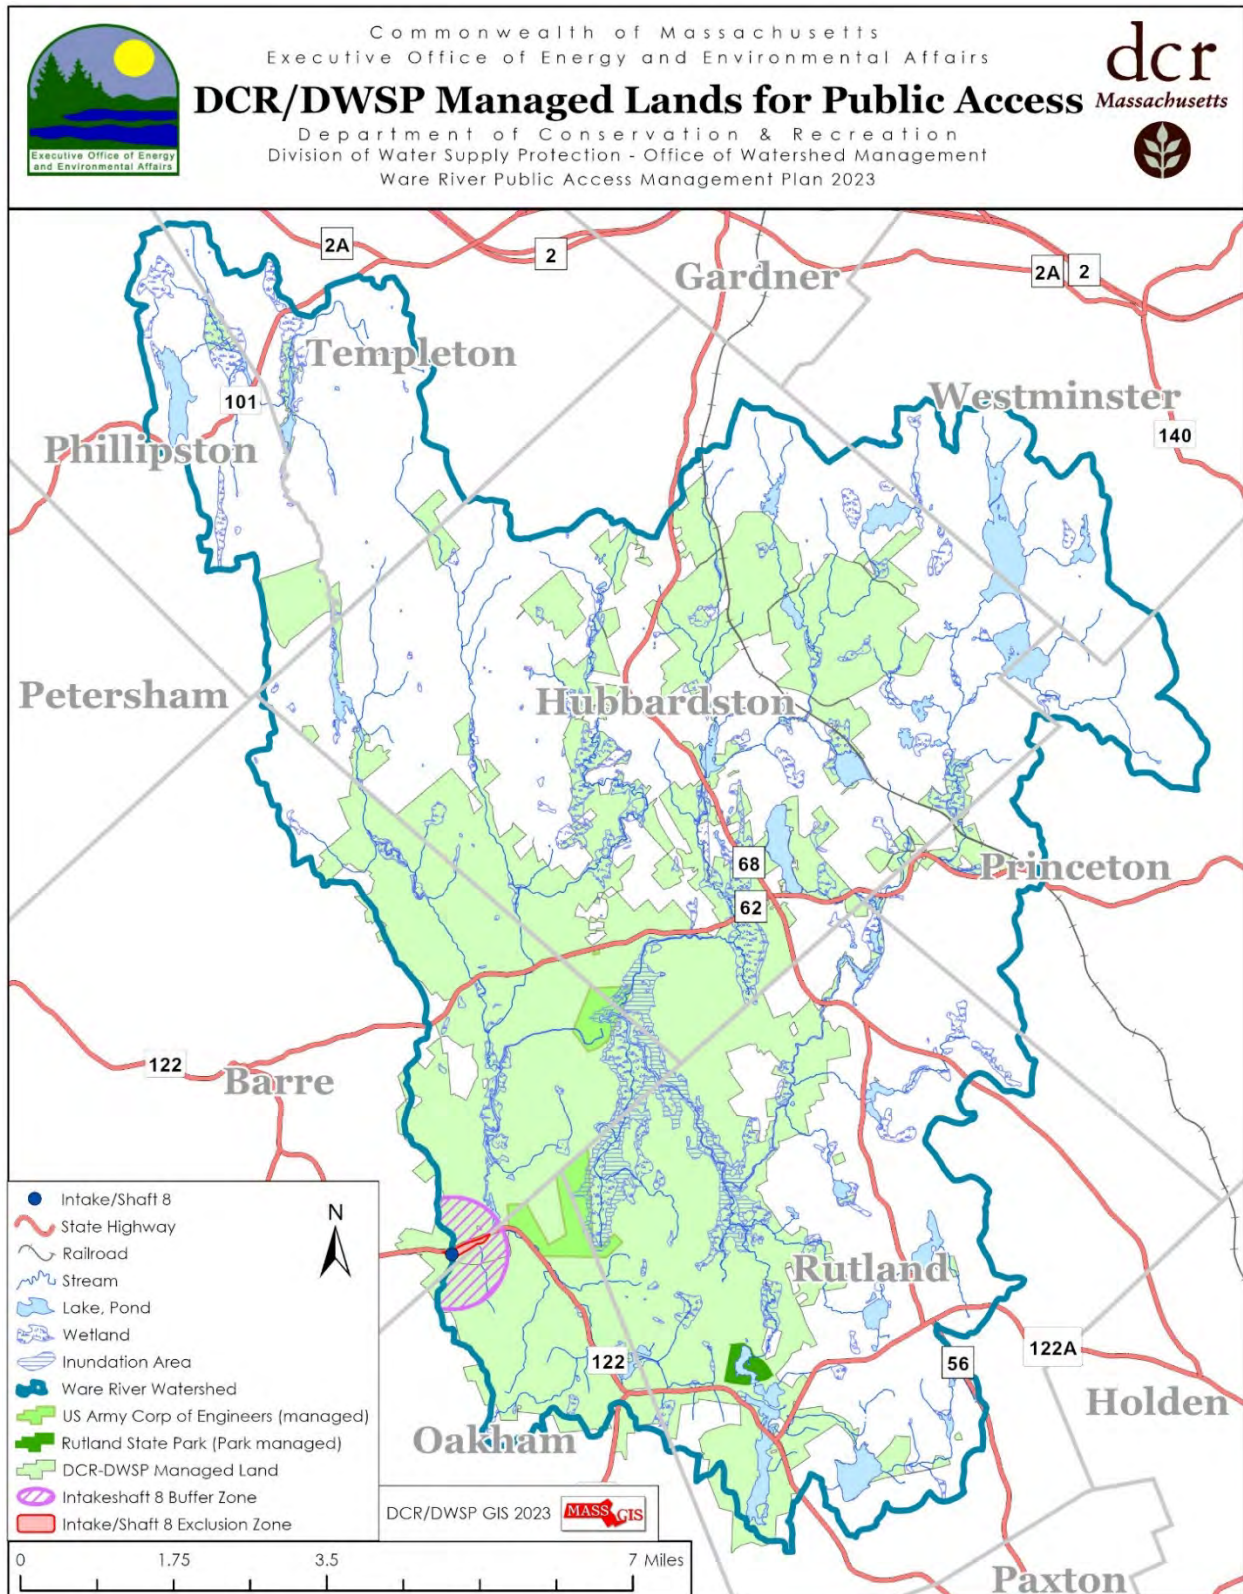 Commonwealth of Massachusetts
Executive Office of Energy and Environmental Affairs
DCR/DWSP Managed Lands for Public Access
Department of Conservation & Recreation
Division of Water Supply Protection - Office of Watershed Management
Ware River Public Access Management Plan 2023
Executive Office of Energy
and Environmental Affairs
dcr
Massachusetts
2A
2
Gardner
2A
2
Templeton
Westminster
101
140
Phillipston
Petersham
Hubbardston
68
Princeton
62
122
Barre
Rutland
122
56
122A
Holden
Oakham
Paxton
N
Intake/Shaft 8
State Highway
Railroad
Stream
Lake, Pond
Wetland
Inundation Area
Ware River Watershed
US Army Corp of Engineers (managed)
Rutland State Park (Park managed)
DCR-DWSP Managed Land
Intakeshaft 8 Buffer Zone
Intake/Shaft 8 Exclusion Zone
DCR/DWSP GIS 2023
MASS GIS
0 1.75 3.5 7 Miles